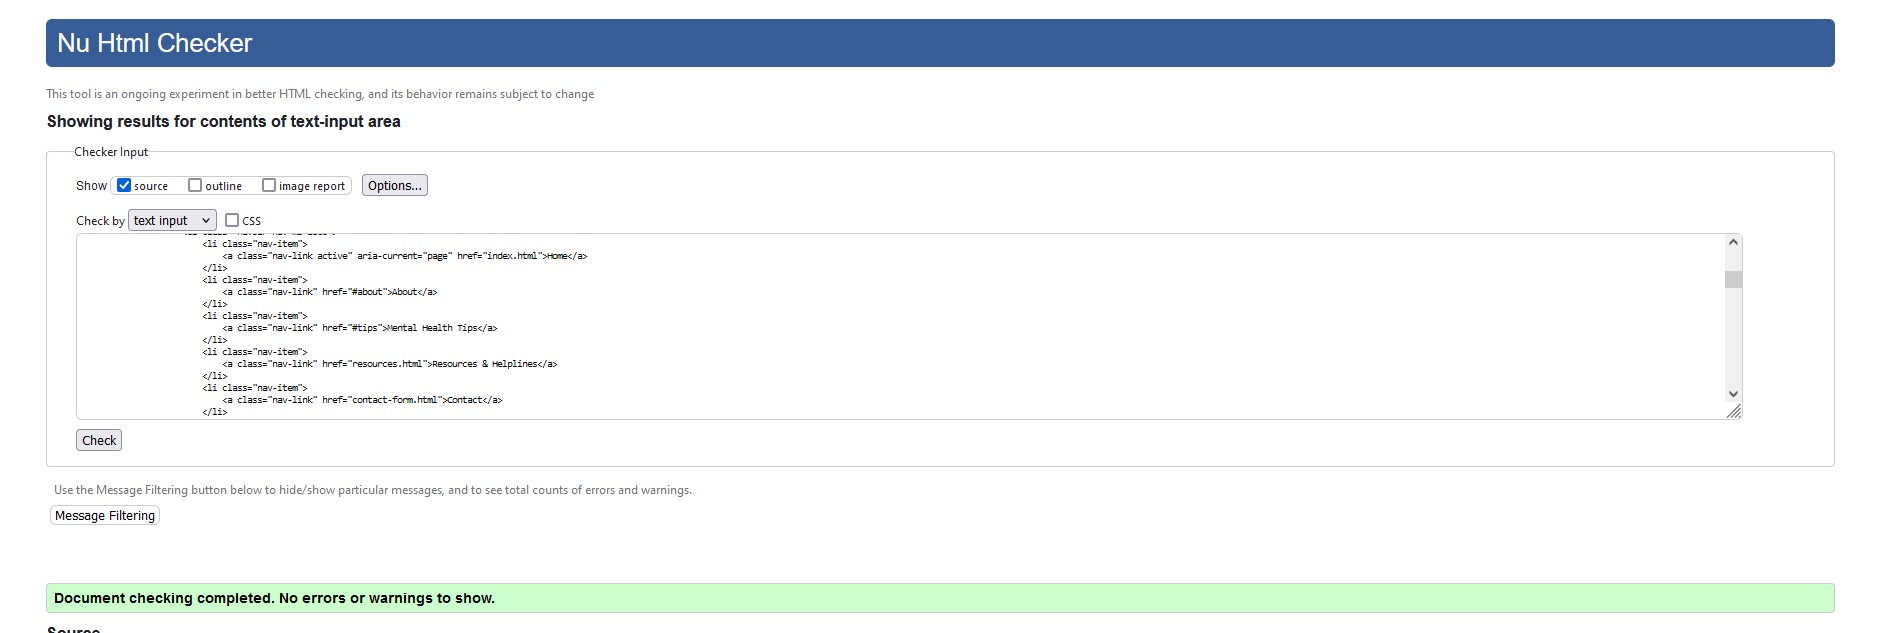 Nu Html Checker
This tool is an ongoing experiment in better HTML checking, and its behavior remains subject to change
Showing results for contents of text-input area
Checker Input
Show source outline image report Options...
Check by text input CSS
<li class="nav-item">
<a class="nav-link active" aria-current="page" href="index.html">Home</a>
</li>
<li class="nav-item">
<a class="nav-link" href="#about">About</a>
</li>
<li class="nav-item">
<a class="nav-link" href="#tips">Mental Health Tips</a>
</li>
<li class="nav-item">
<a class="nav-link" href="resources.html">Resources & Helplines</a>
</li>
<li class="nav-item">
<a class="nav-link" href="contact-form.html">Contact</a>
</li>
Check
Use the Message Filtering button below to hide/show particular messages, and to see total counts of errors and warnings.
Message Filtering
Document checking completed. No errors or warnings to show.
Source